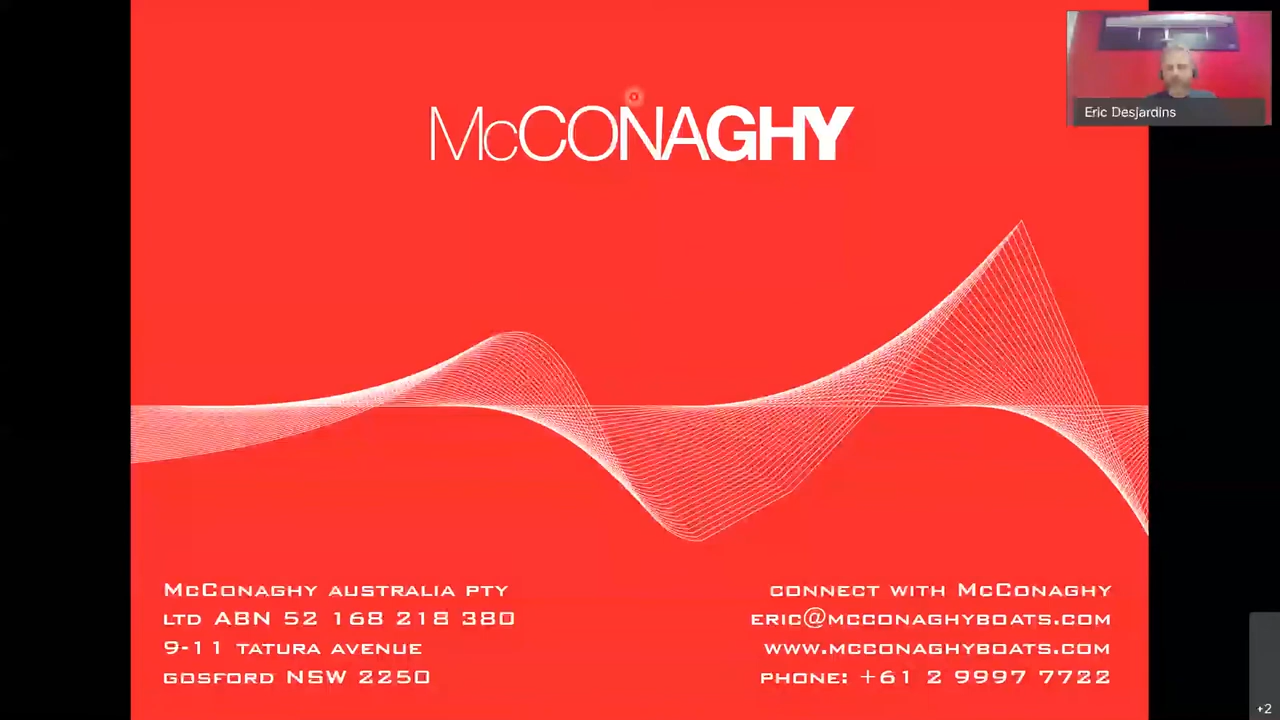 Eric Desjardins
McCONAGHY
McConaghy australia pty
ltd ABN 52 168 218 380
9-11 tatura avenue
gosford NSW 2250
connect with McConaghy
eric@mcconaghyboats.com
www.mcconaghyboats.com
phone: +61 2 9997 7722
+2